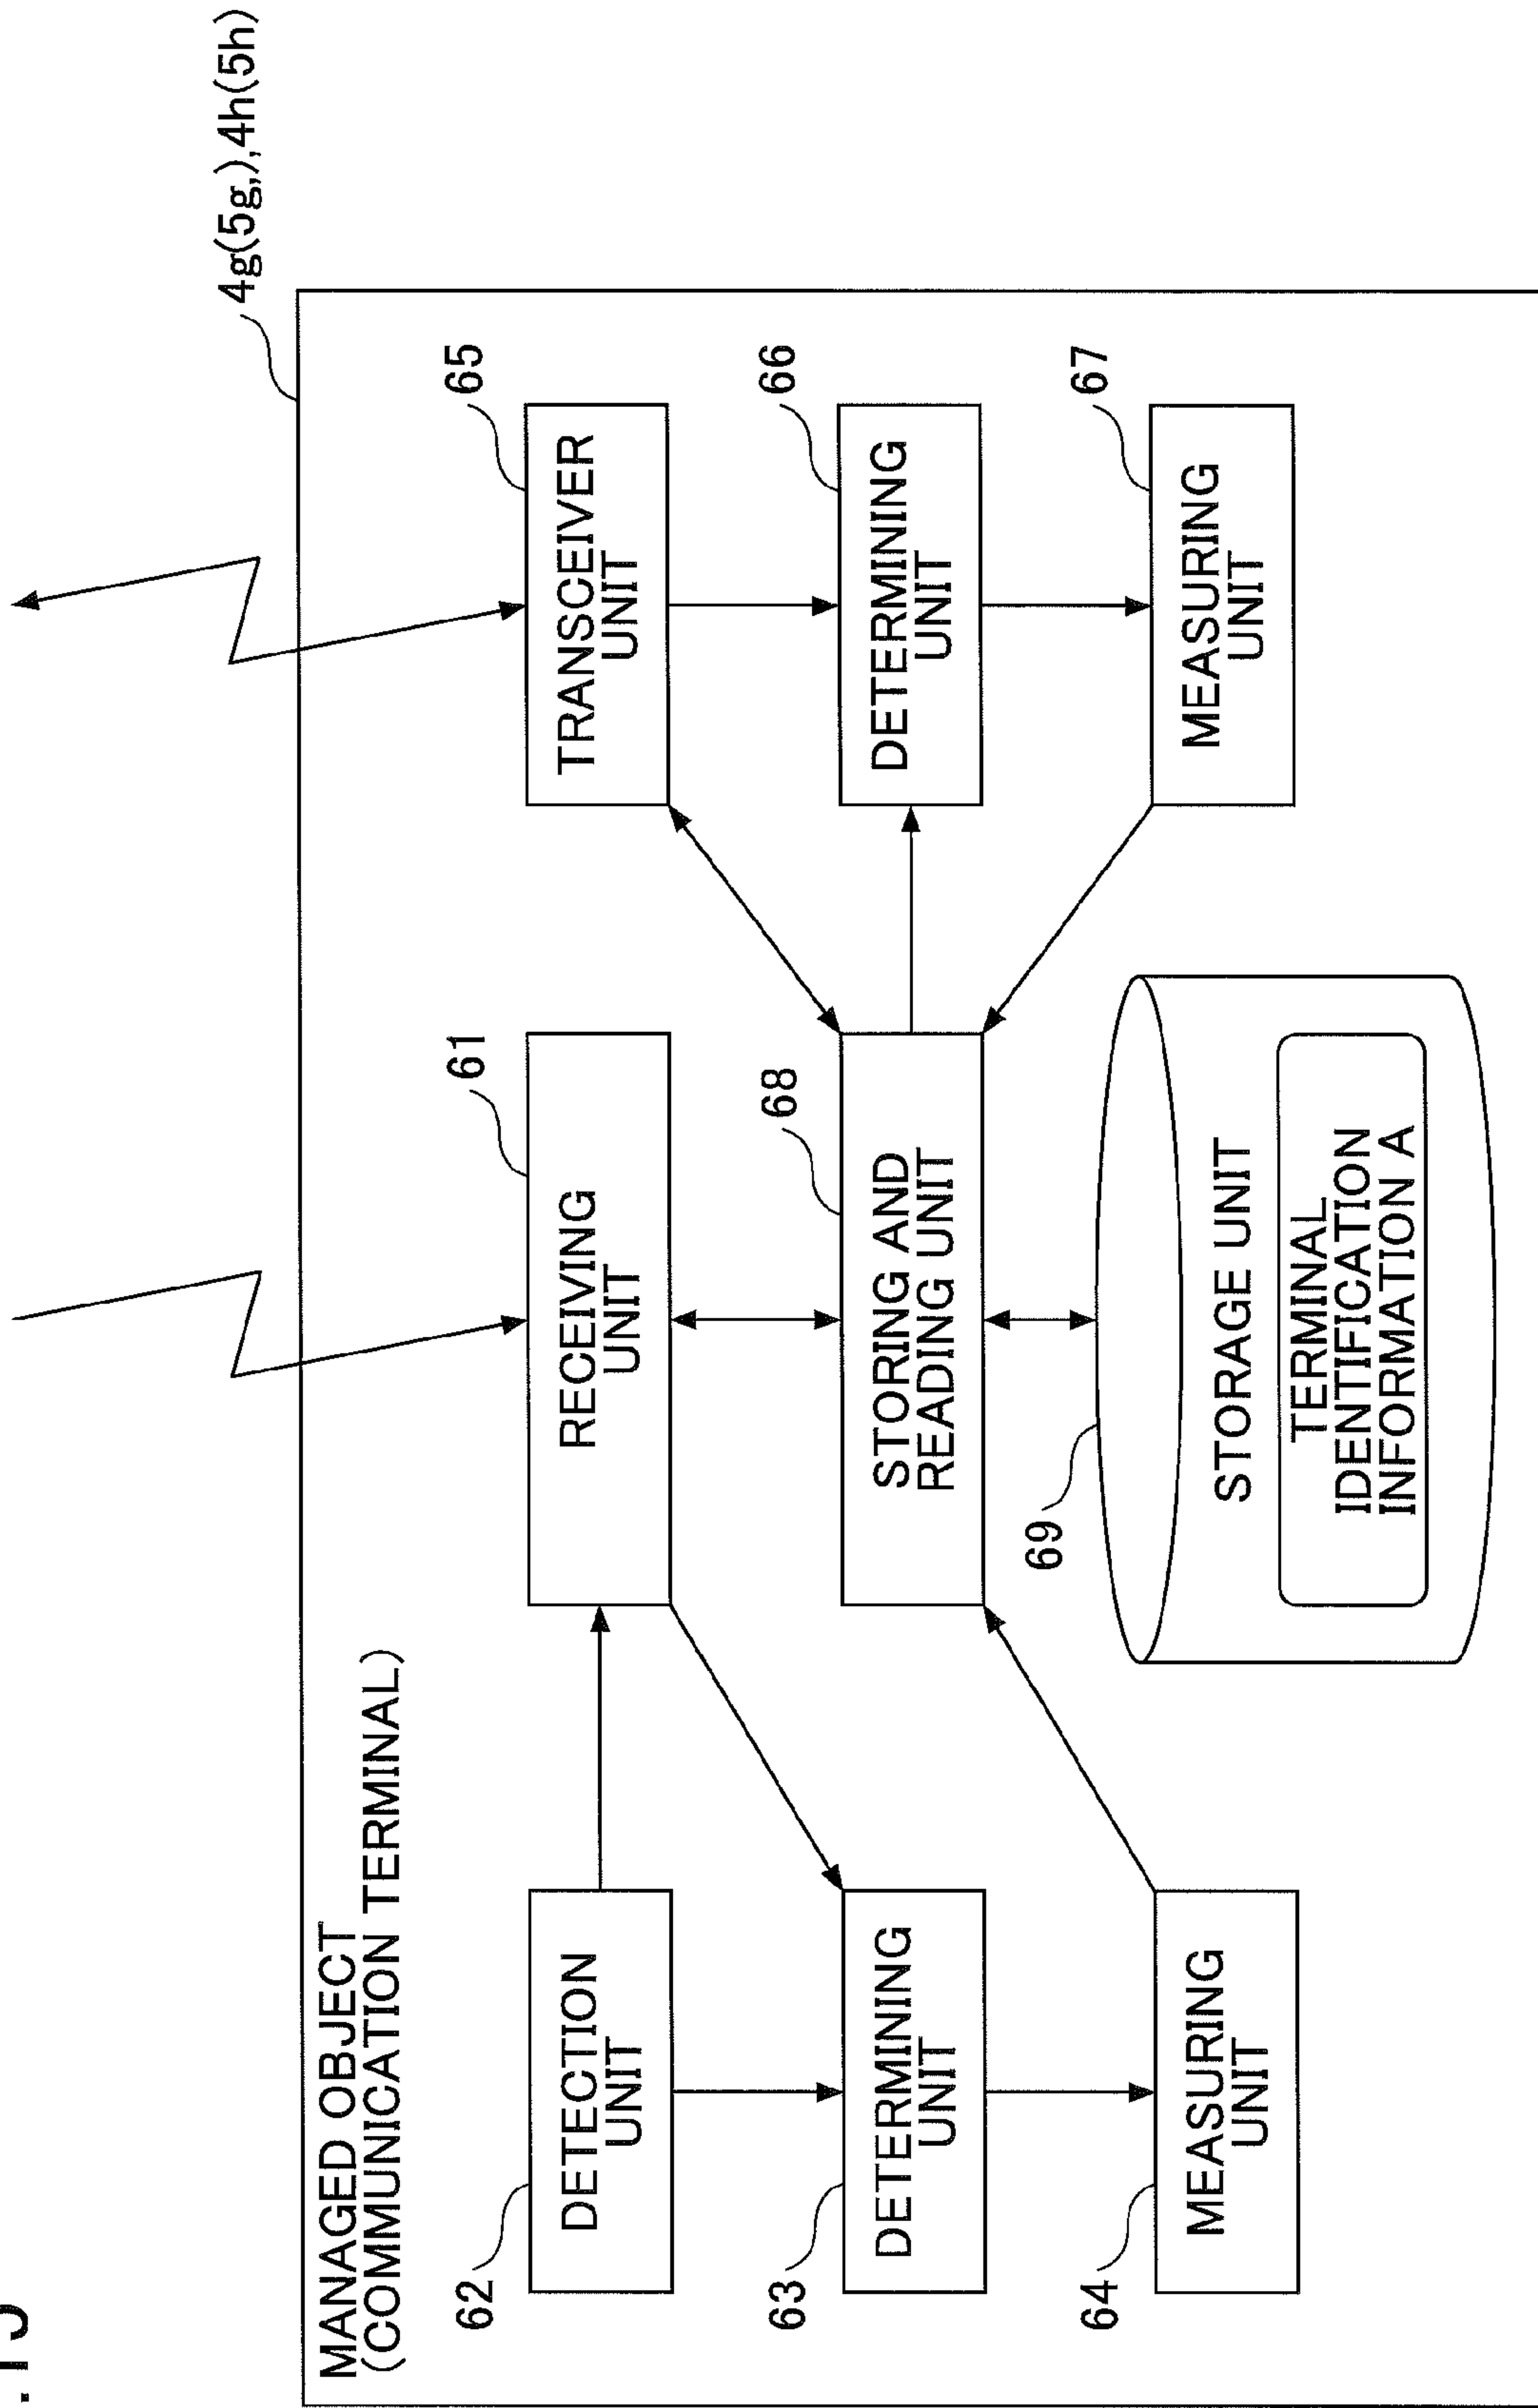 4g(5g,),4h(5h)
MANAGED OBJECT
(COMMUNICATION TERMINAL)
62
DETECTION
UNIT
61
RECEIVING
UNIT
65
TRANSCEIVER
UNIT
63
DETERMINING
UNIT
68
STORING AND
READING UNIT
66
DETERMINING
UNIT
64
MEASURING
UNIT
69
STORAGE UNIT
TERMINAL
IDENTIFICATION
INFORMATION A
67
MEASURING
UNIT